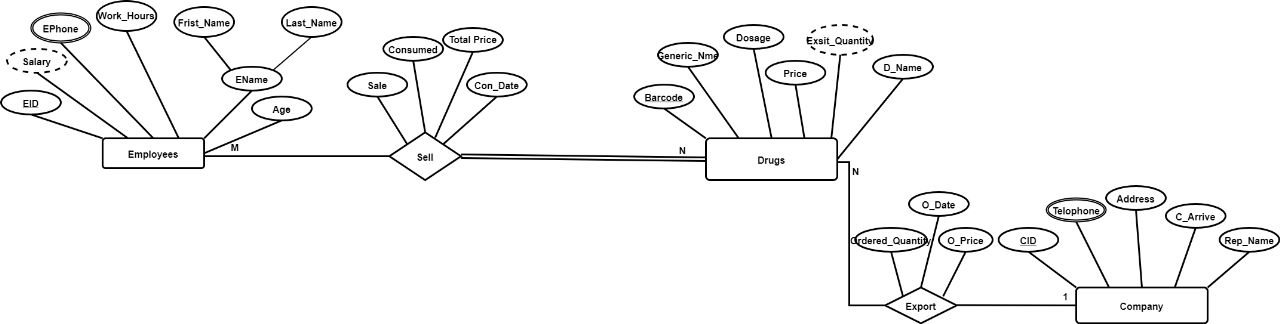 Work_Hours
EPhone
Frist_Name
Last_Name
Salary
EName
EID
Age
Employees
M
Consumed
Total Price
Sale
Con_Date
Sell
N
Dosage
Exsit_Quantity
Generic_Nme
Price
D_Name
Barcode
Drugs
N
O_Date
Ordered_Quantity
O_Price
Export
1
Telophone
Address
C_Arrive
CID
Rep_Name
Company